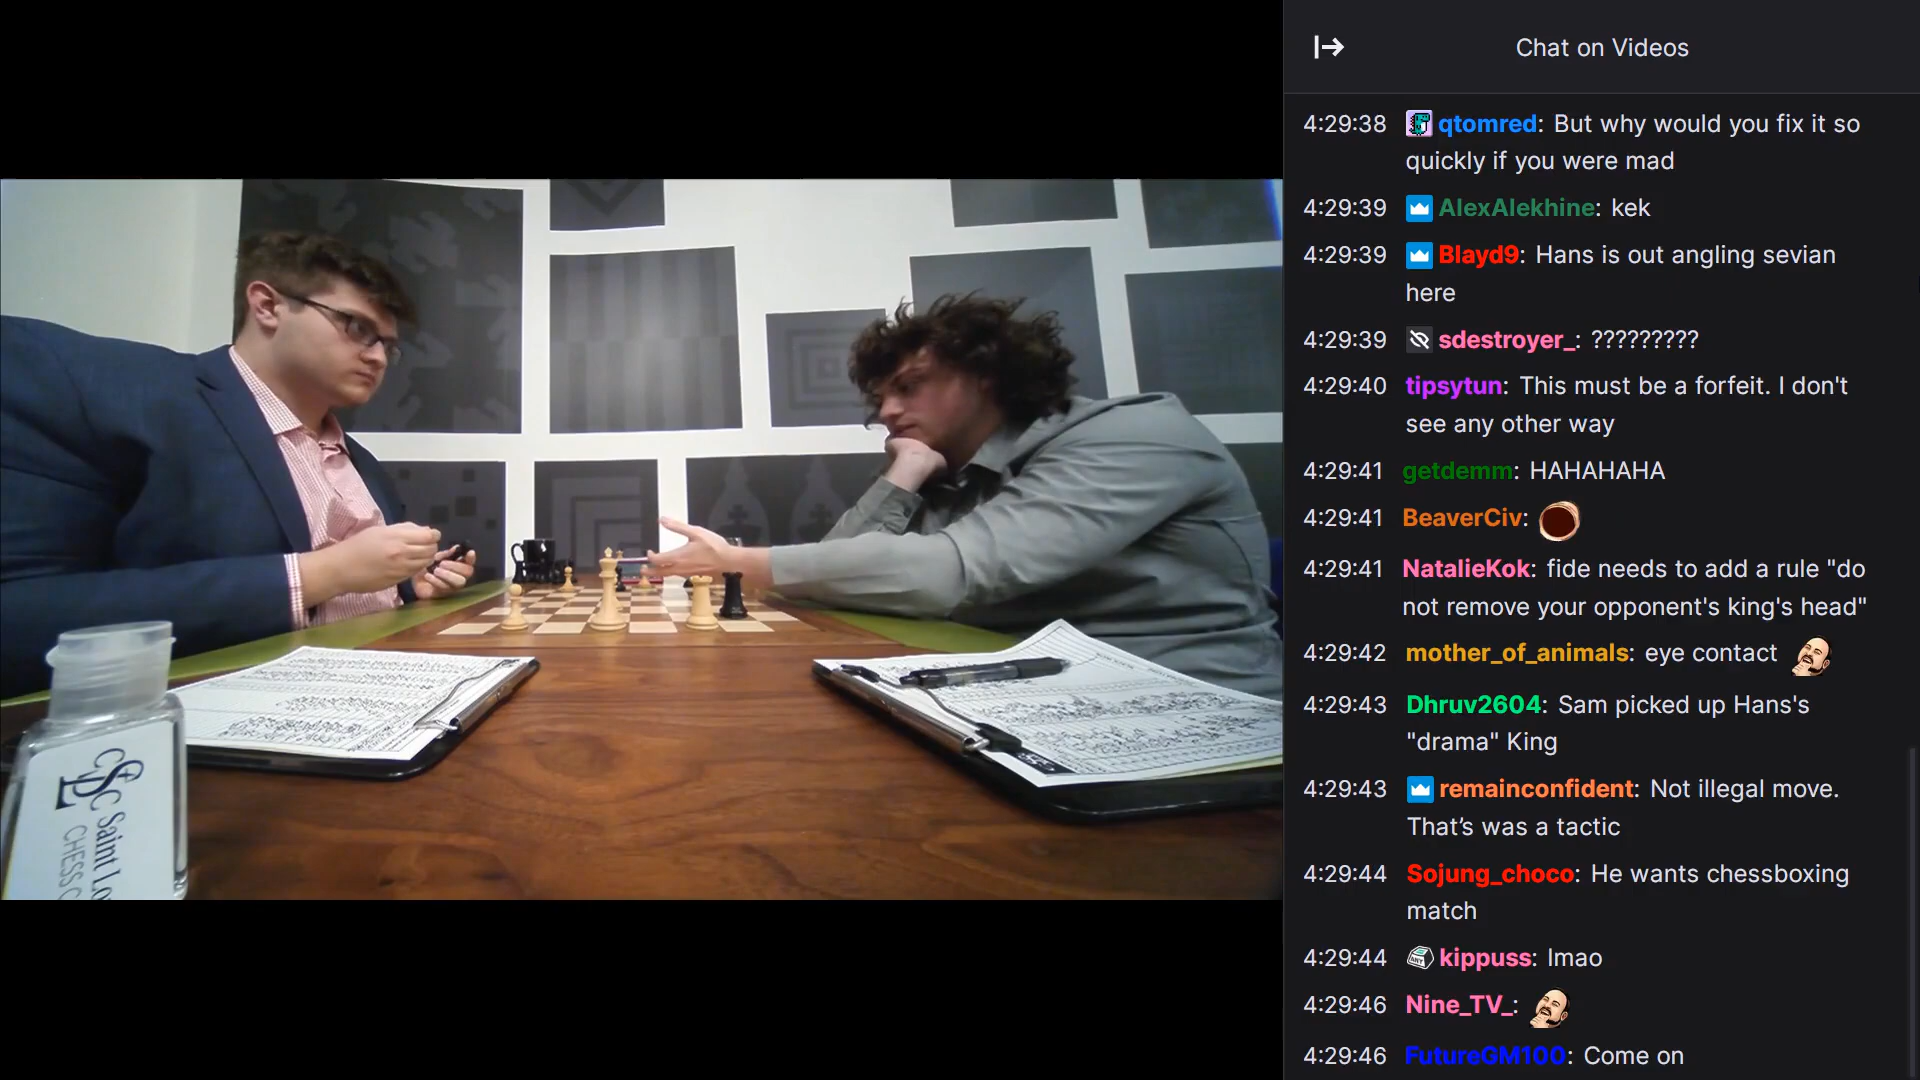 Chat on Videos
4:29:38 qtomred: But why would you fix it so
quickly if you were mad
4:29:39 AlexAlekhine: kek
4:29:39 Blayd9: Hans is out angling sevian
here
4:29:39 sdestroyer_: ?????????
4:29:40 tipsytun: This must be a forfeit. I don't
see any other way
4:29:41 getdemm: HAHAHAHA
4:29:41 BeaverCiv:
4:29:41 NatalieKok: fide needs to add a rule "do
not remove your opponent's king's head"
4:29:42 mother_of_animals: eye contact
4:29:43 Dhruv2604: Sam picked up Hans's
"drama" King
4:29:43 remainconfident: Not illegal move.
That's was a tactic
4:29:44 Sojung_choco: He wants chessboxing
match
4:29:44 kippuss: lmao
4:29:46 Nine_TV_:
4:29:46 FutureGM100: Come on
Saint Lo
CHESS C